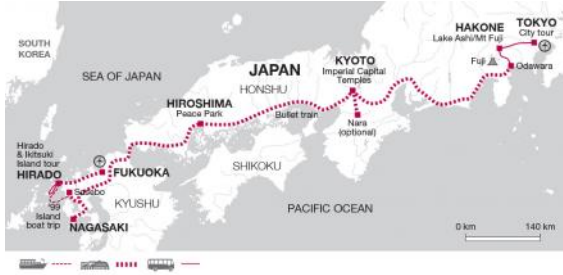 SOUTH
KOREA
SEA OF JAPAN
JAPAN
HONSHU
HAKONE
Lake Ashi/Mt Fuji
TOKYO
City tour
Fuji
Odawara
KYOTO
Imperial Capital
Temples
HIROSHIMA
Peace Park
Bullet train
Nara
(optional)
Hirado
& Ikitsuki
Island tour
HIRADO
FUKUOKA
SHIKOKU
Sasebo
'99
Island
boat trip
KYUSHU
NAGASAKI
PACIFIC OCEAN
0 km
140 km